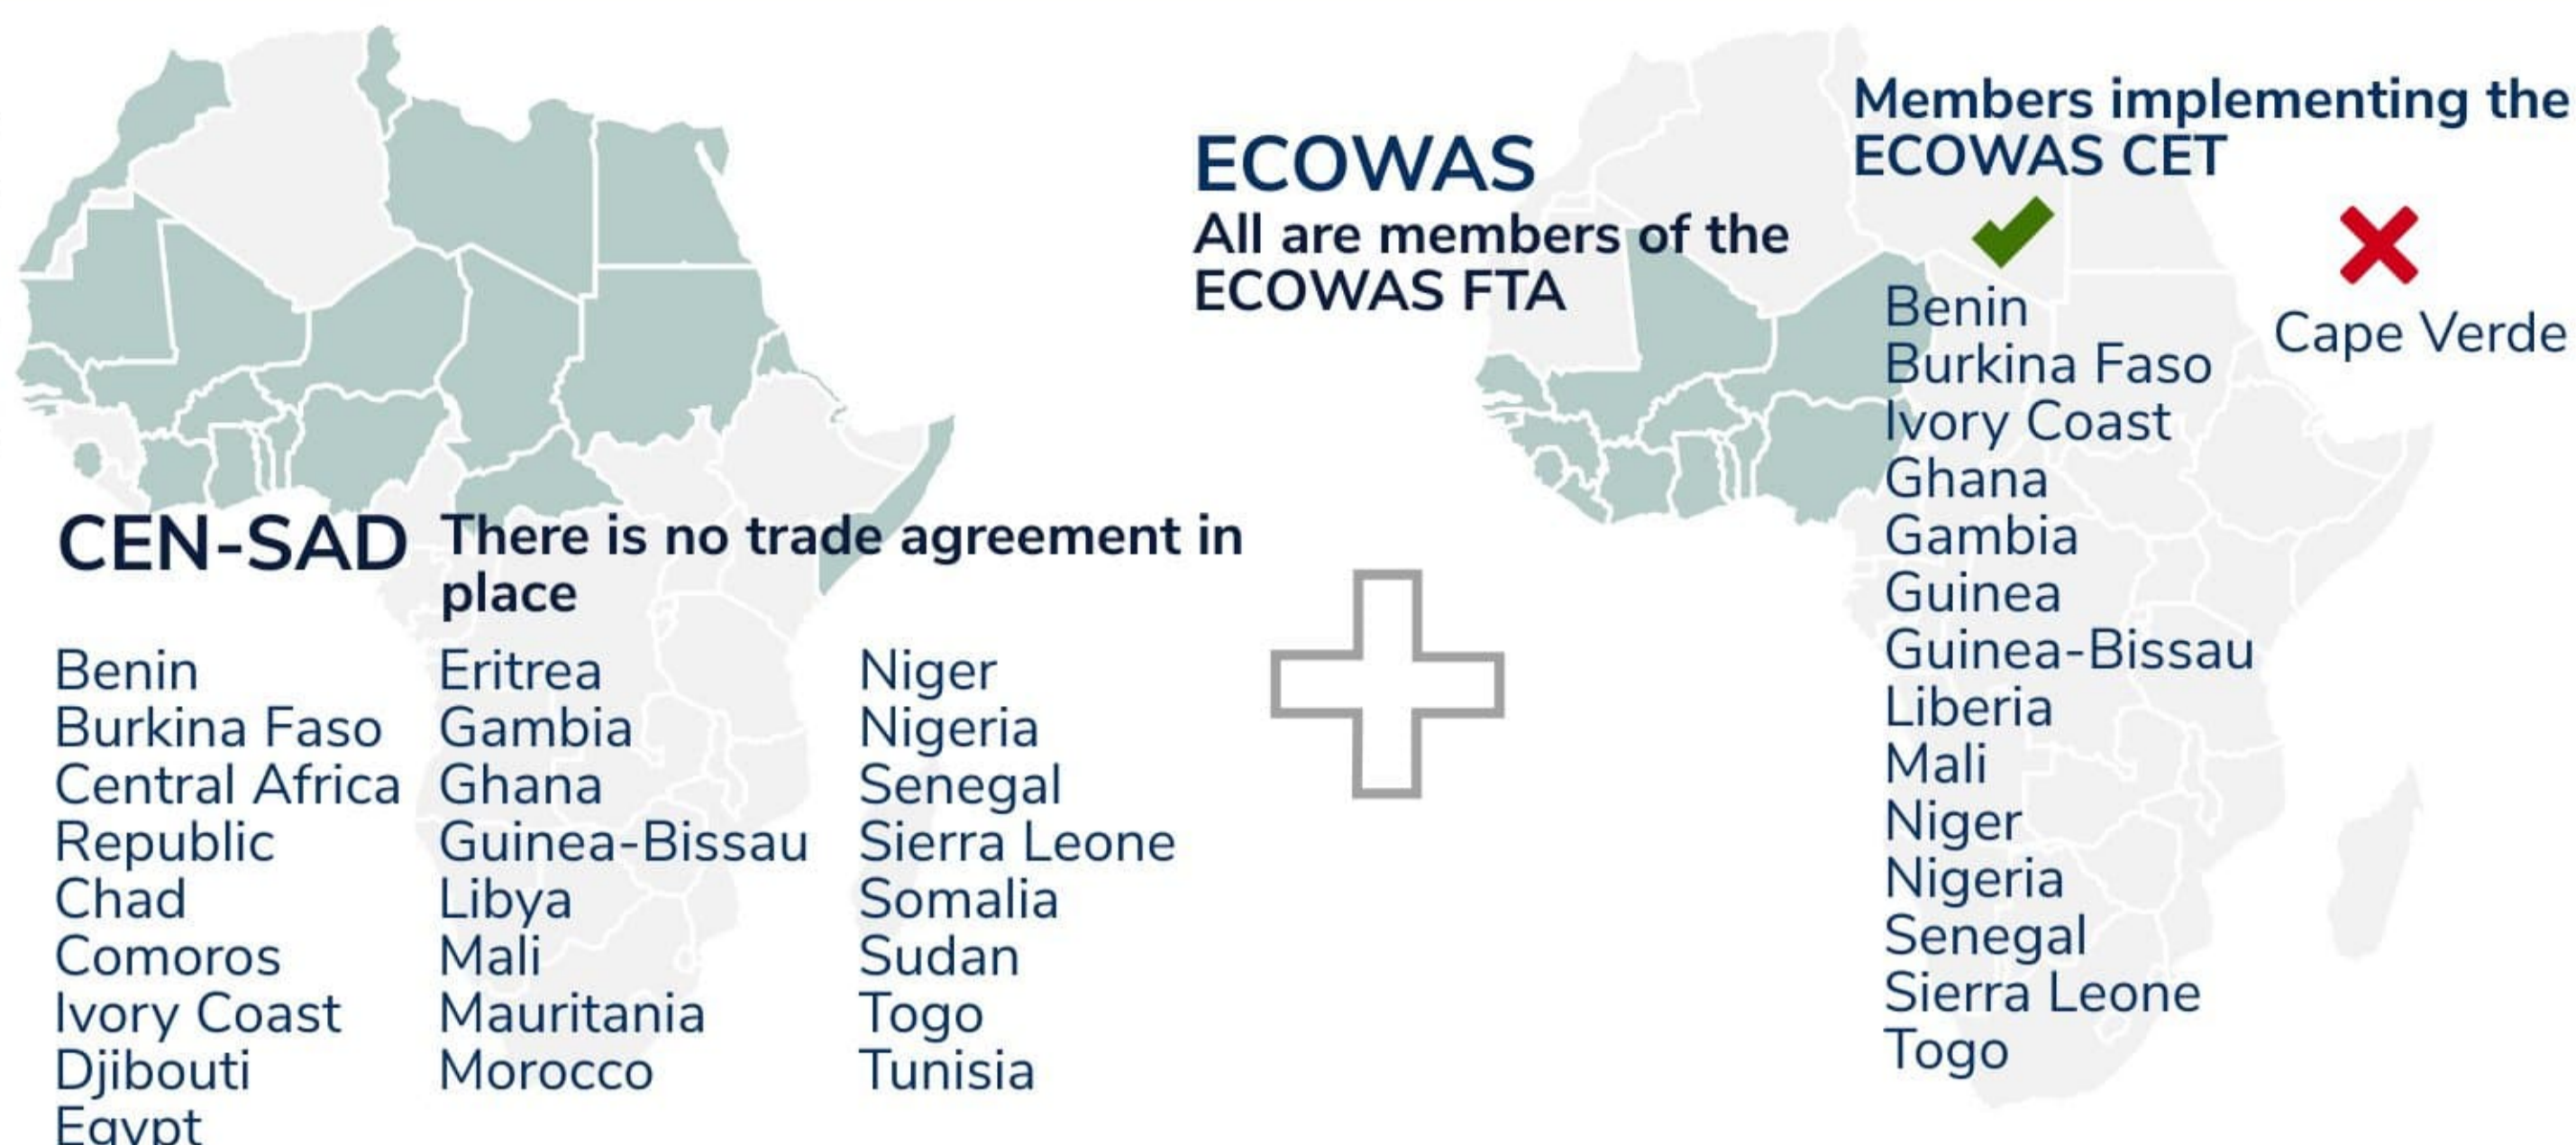 CEN-SAD
There is no trade agreement in
place
Benin
Burkina Faso
Central Africa
Republic
Chad
Comoros
Ivory Coast
Djibouti
Egypt
Eritrea
Gambia
Ghana
Guinea-Bissau
Libya
Mali
Mauritania
Morocco
Niger
Nigeria
Senegal
Sierra Leone
Somalia
Sudan
Togo
Tunisia
ECOWAS
All are members of the
ECOWAS FTA
Members implementing the
ECOWAS CET
Benin
Burkina Faso
Ivory Coast
Ghana
Gambia
Guinea
Guinea-Bissau
Liberia
Mali
Niger
Nigeria
Senegal
Sierra Leone
Togo
Cape Verde